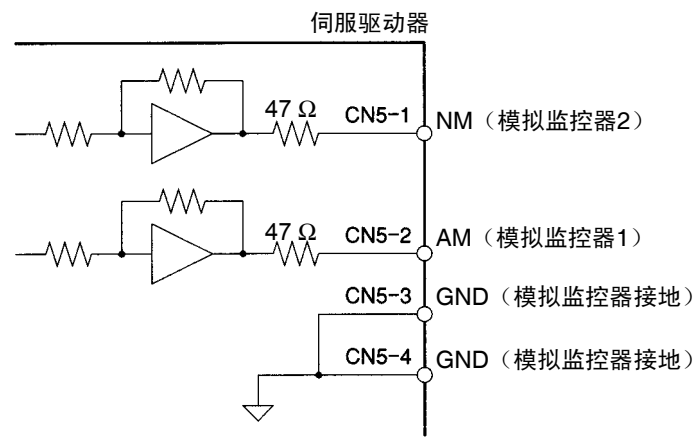 伺服驱动器
47 Ω CN5-1 NM（模拟监控器2）
47 Ω CN5-2 AM（模拟监控器1）
CN5-3 GND（模拟监控器接地）
CN5-4 GND（模拟监控器接地）